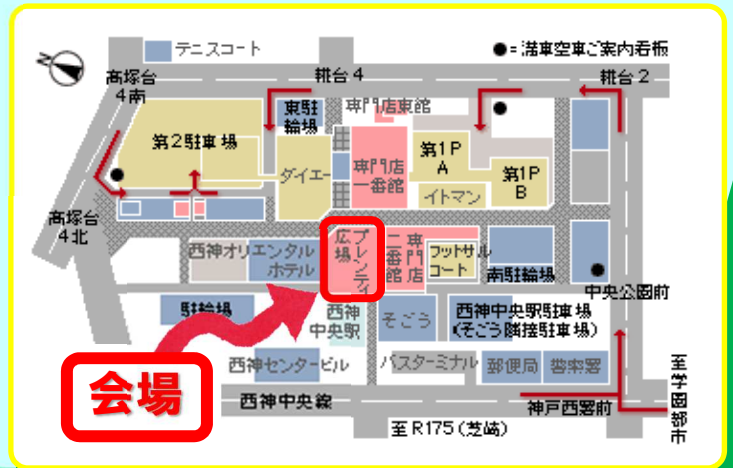 テニスコート
●=満車空車ご案内看板
高塚台
4南
糀台4
糀台2
東駐
輪場
専門店東館
第2駐車場
ダイエー
専門店
一番館
第1P
A
第1P
B
イトマン
高塚台
4北
プレンティ
広場
専門店
二番館
フットサル
コート
西神オリエンタル
ホテル
南駐輪場
中央公園前
駐輪場
西神
中央駅
そごう
西神中央駅駐車場
(そごう隣接駐車場)
会場
西神センタービル
バスターミナル
郵便局
警察署
至学園都市
西神中央線
神戸西署前
至R175(芝崎)